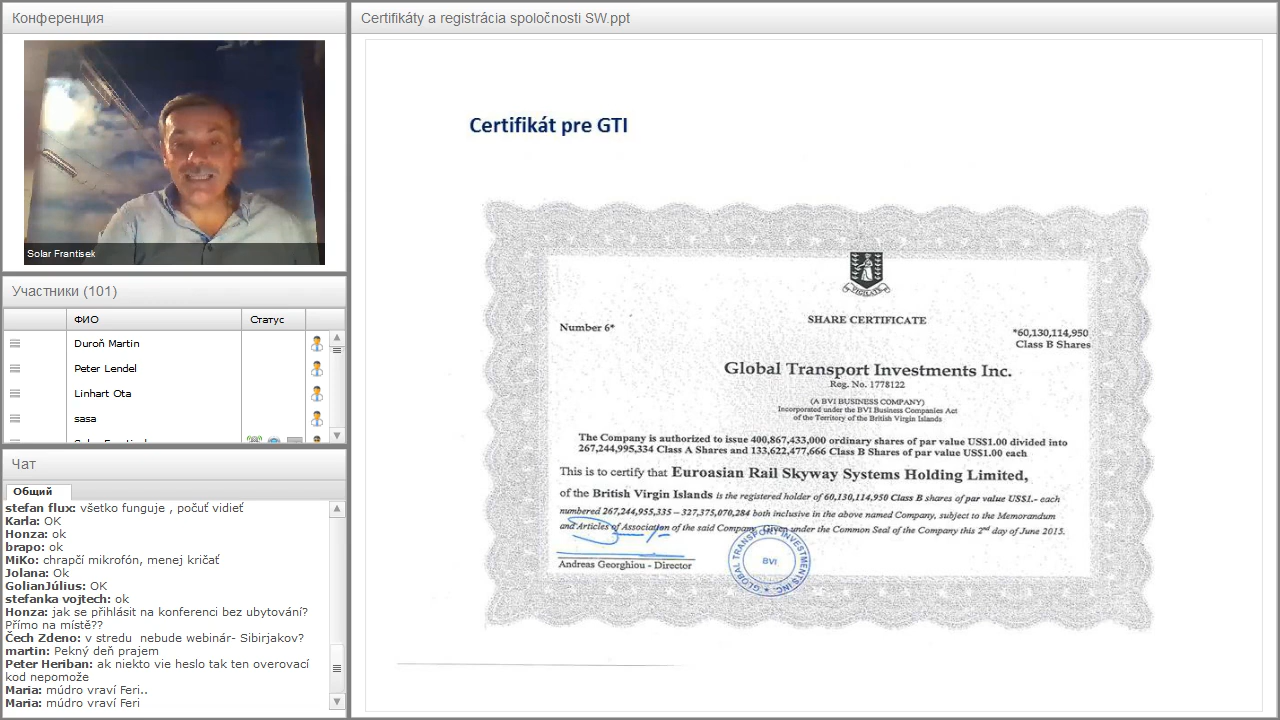 Конференция
Solar Frantisek
Участники (101)
ФИО
Статус
Duroň Martin
Peter Lendel
Linhart Ota
sasa
Чат
Общий
stefan flux: všetko funguje , počuť vidieť
Karla: OK
Honza: ok
brapo: ok
MiKo: chrapčí mikrofón, menej kričať
Jolana: Ok
GolianJúlius: OK
stefanka vojtech: ok
Honza: jak se přihlásit na konferenci bez ubytování?
Přímo na místě??
Čech Zdeno: v stredu nebude webinár- Sibirjakov?
martin: Pekný deň prajem
Peter Heriban: ak niekto vie heslo tak ten overovací
kod nepomože
Maria: múdro vraví Feri..
Maria: múdro vraví Feri
Certifikáty a registrácia spoločnosti SW.ppt
Certifikát pre GTI
VIGILATE
Number 6*
SHARE CERTIFICATE
*60,130,114,950
Class B Shares
Global Transport Investments Inc.
Reg. No. 1778122
(A BVI BUSINESS COMPANY)
Incorporated under the BVI Business Companies Act
of the Territory of the British Virgin Islands
The Company is authorized to issue 400,867,433,000 ordinary shares of par value US$1.00 divided into
267,244,995,334 Class A Shares and 133,622,477,666 Class B Shares of par value US$1.00 each
This is to certify that Euroasian Rail Skyway Systems Holding Limited,
of the British Virgin Islands is the registered holder of 60,130,114,950 Class B shares of par value US$1.- each
numbered 267,244,955,335 – 327,375,070,284 both inclusive in the above named Company, subject to the Memorandum
and Articles of Association of the said Company. Given under the Common Seal of the Company this 2nd day of June 2015.
Andreas Georghiou - Director
GLOBAL TRANSPORT INVESTMENTS INC.
BVI